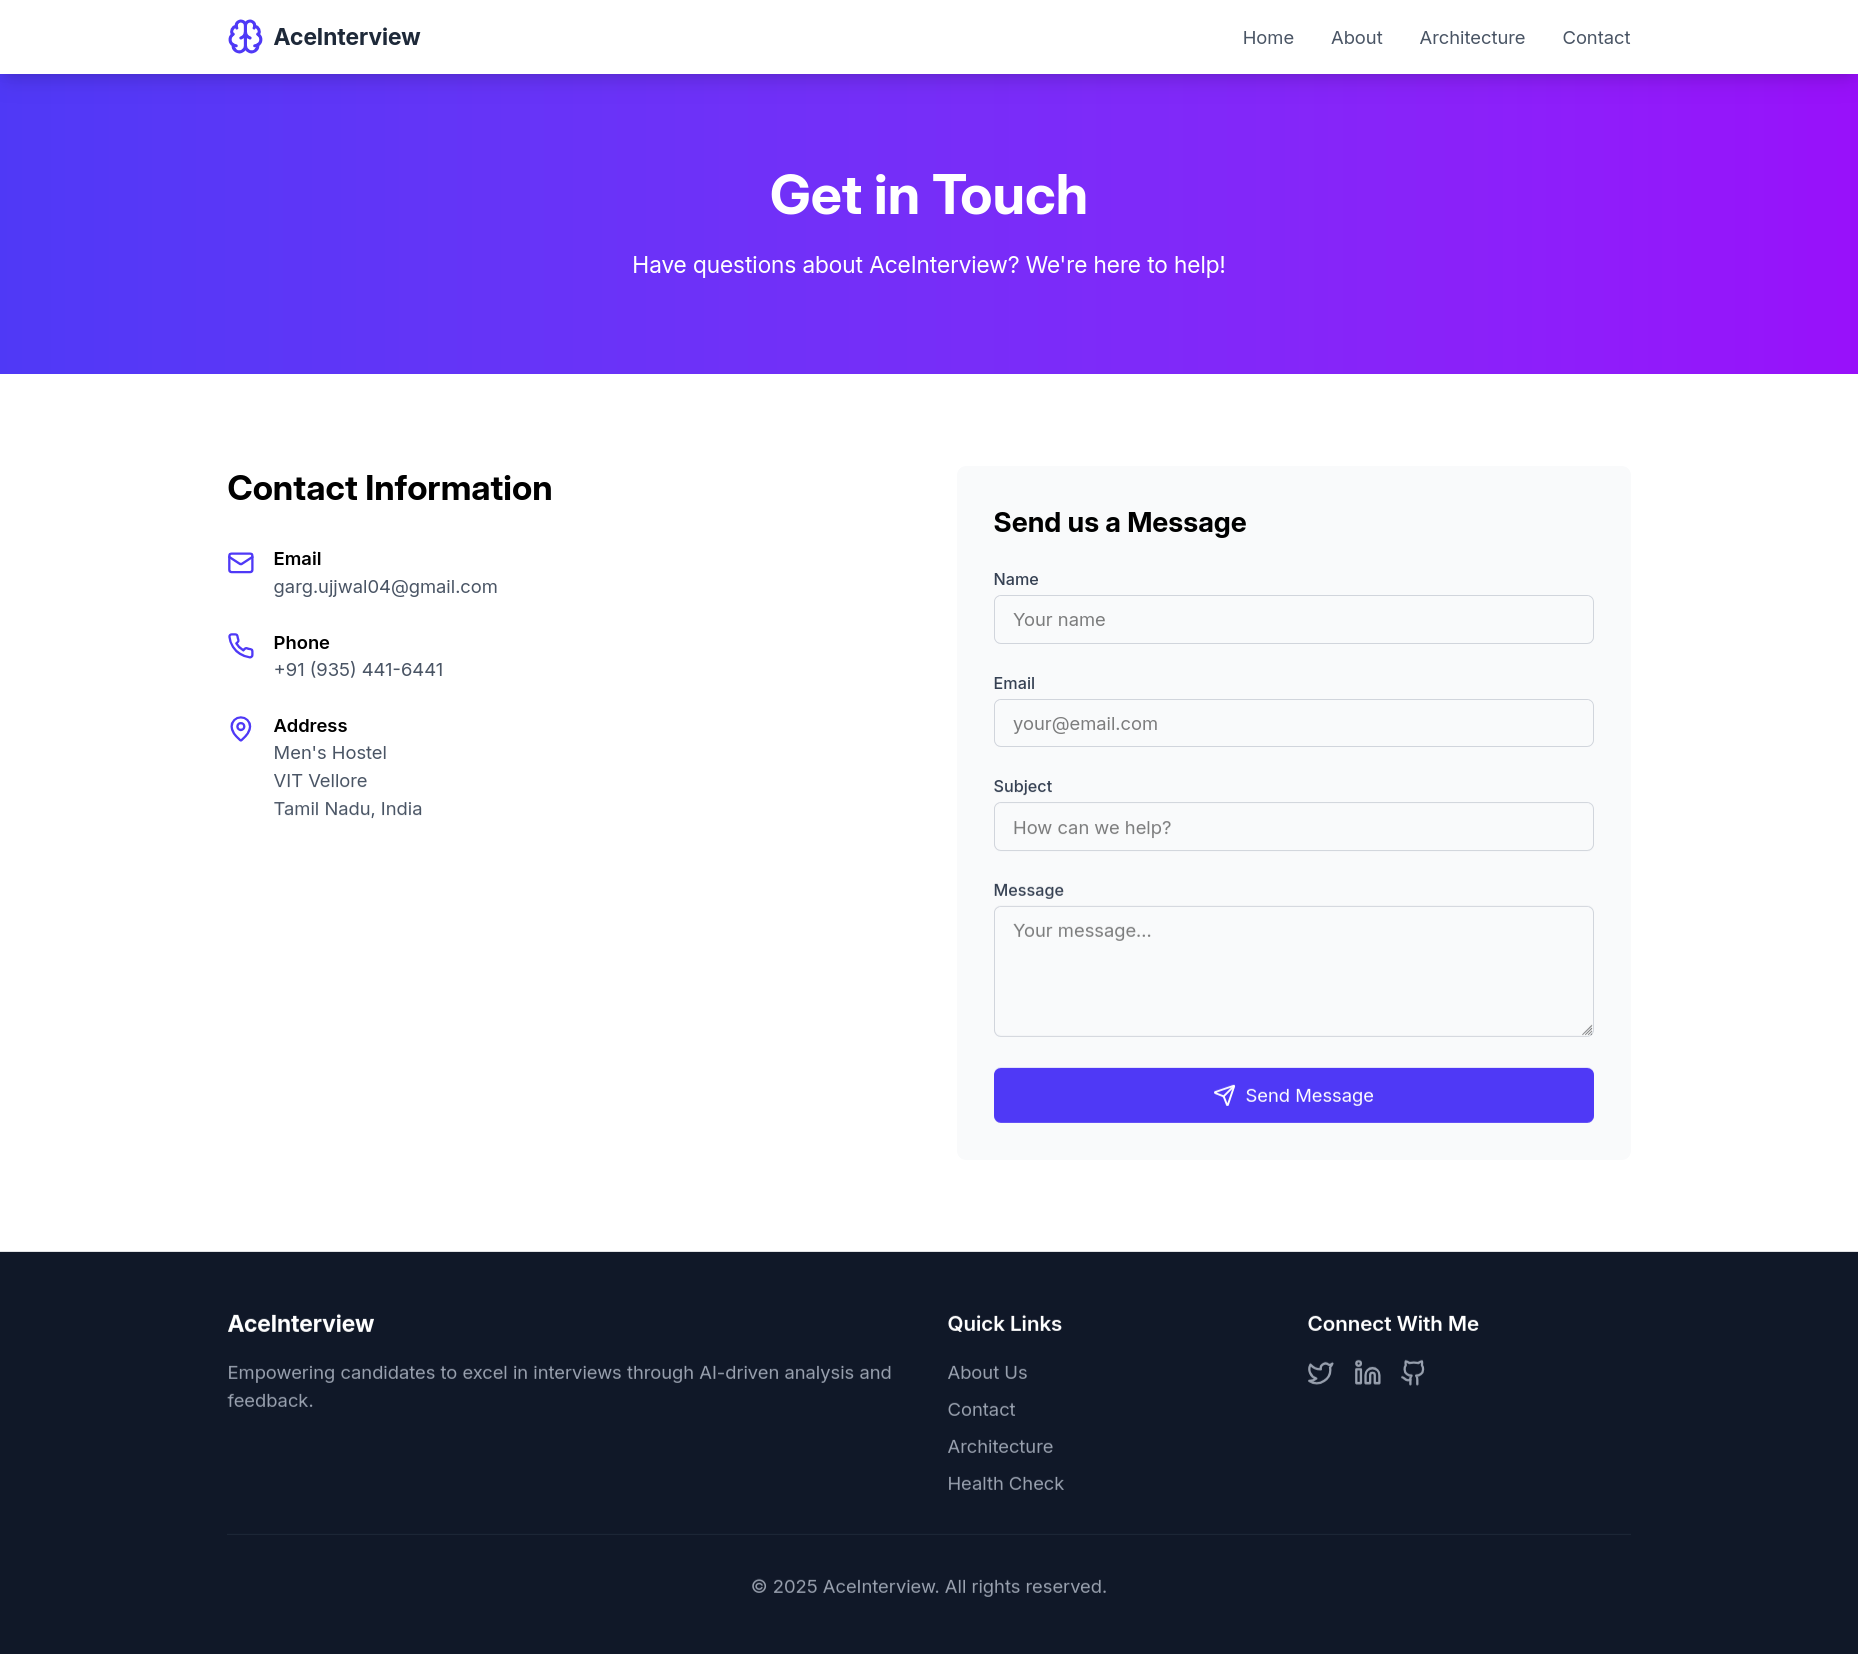 AceInterview
Home
About
Architecture
Contact
Get in Touch
Have questions about AceInterview? We're here to help!
Contact Information
Email
garg.ujjwal04@gmail.com
Phone
+91 (935) 441-6441
Address
Men's Hostel
VIT Vellore
Tamil Nadu, India
Send us a Message
Name
Your name
Email
your@email.com
Subject
How can we help?
Message
Your message...
Send Message
AceInterview
Empowering candidates to excel in interviews through AI-driven analysis and
feedback.
Quick Links
About Us
Contact
Architecture
Health Check
Connect With Me
© 2025 AceInterview. All rights reserved.